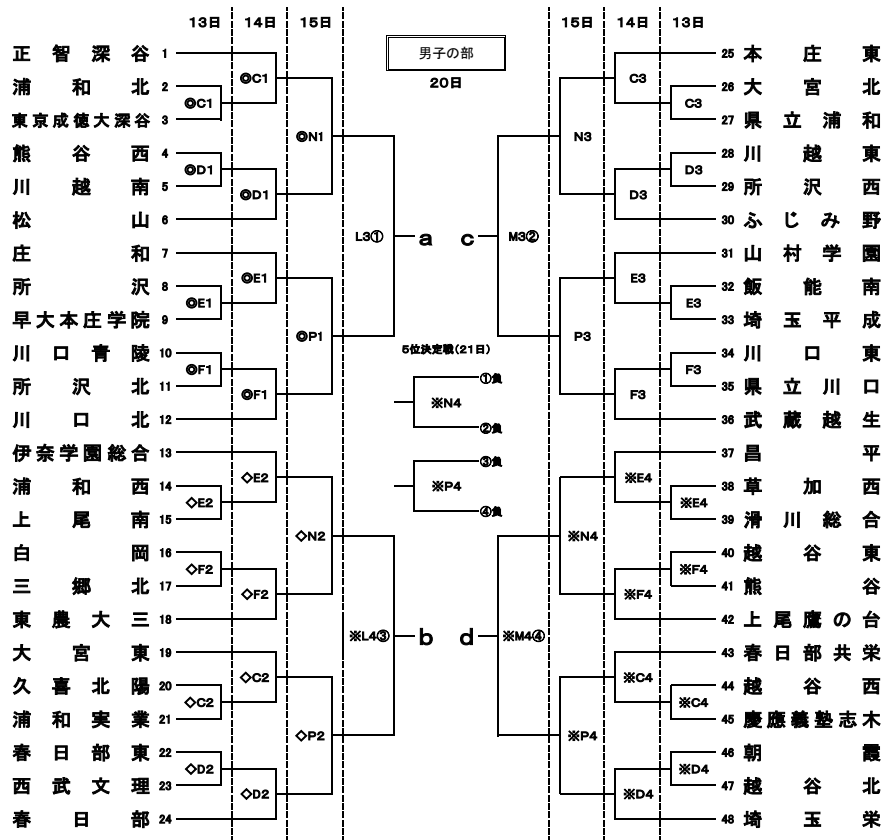 13日 14日 15日 15日 14日 13日
男子の部
20日
正智深谷 1
浦和北 2
東京成徳大深谷 3
熊谷西 4
川越南 5
松山 6
庄和 7
所沢 8
早大本庄学院 9
川口青陵 10
所沢北 11
川口北 12
伊奈学園総合 13
浦和西 14
上尾南 15
白岡 16
三郷北 17
東農大三 18
大宮東 19
久喜北陽 20
浦和実業 21
春日部東 22
西武文理 23
春日部 24
◎C1
◎D1
◎E1
◎F1
◇E2
◇F2
◇C2
◇D2
◎C1
◎D1
◎E1
◎F1
◇E2
◇F2
◇C2
◇D2
◎N1
◎P1
◇N2
◇P2
L3①
※L4③
a c
b d
5位決定戦(21日)
①負
※N4
②負
③負
※P4
④負
M3②
※M4④
N3
P3
※N4
※P4
C3
D3
E3
F3
※E4
※F4
※C4
※D4
C3
D3
E3
F3
※E4
※F4
※C4
※D4
25 本庄東
26 大宮北
27 県立浦和
28 川越東
29 所沢西
30 ふじみ野
31 山村学園
32 飯能南
33 埼玉平成
34 川口東
35 県立川口
36 武蔵越生
37 昌平
38 草加西
39 滑川総合
40 越谷東
41 熊谷
42 上尾鷹の台
43 春日部共栄
44 越谷西
45 慶應義塾志木
46 朝霞
47 越谷北
48 埼玉栄